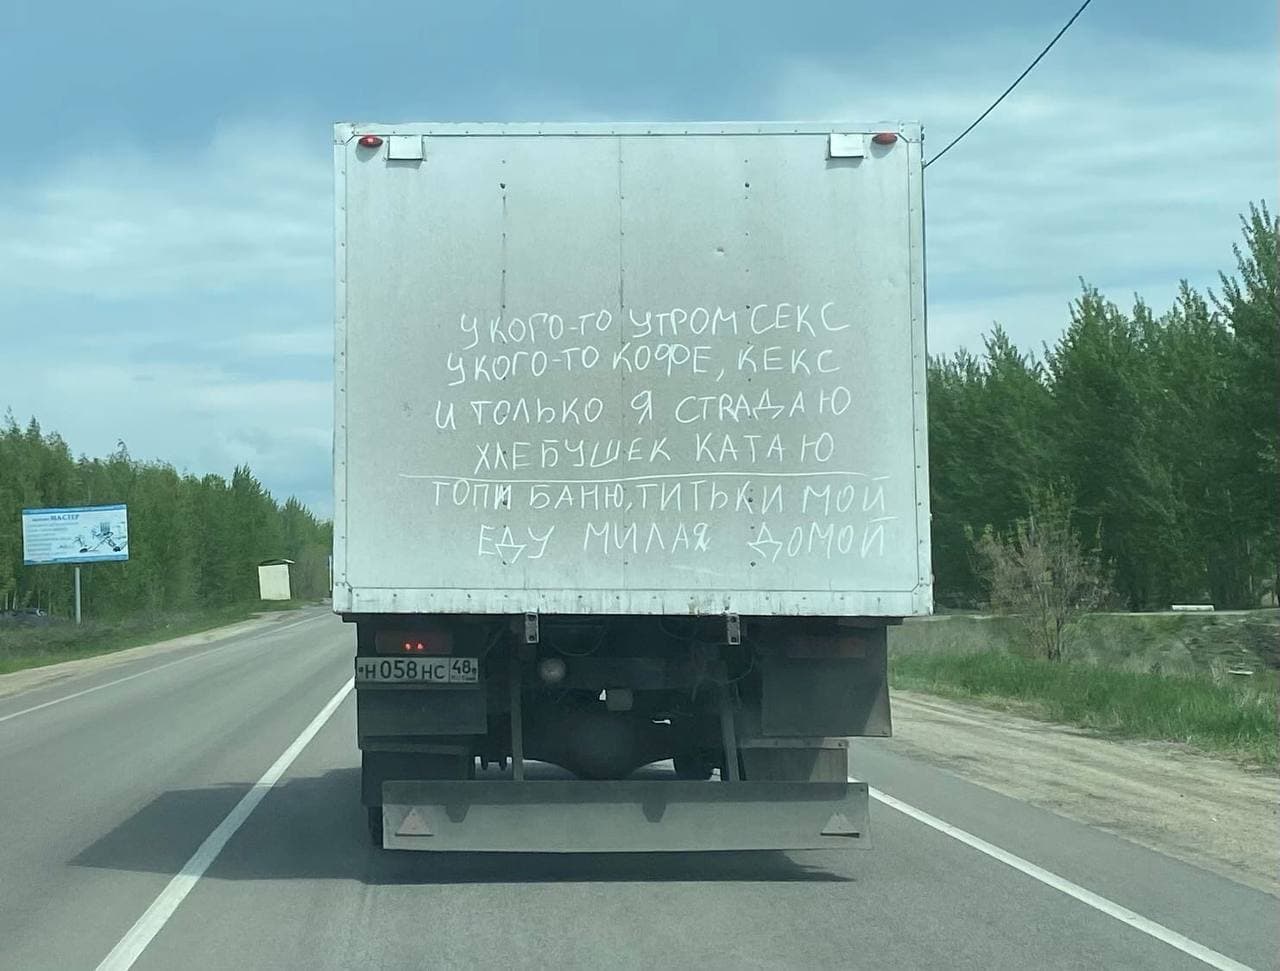 У КОГО-ТО УТРОМ СЕКС
У КОГО-ТО КОФЕ, КЕКС
И ТОЛЬКО Я СТРАДАЮ
ХЛЕБУШЕК КАТАЮ
ТОПИ БАНЮ, ТИТЬКИ МОЙ
ЕДУ МИЛАЯ ДОМОЙ
МАСТЕР
Н 058 НС 48